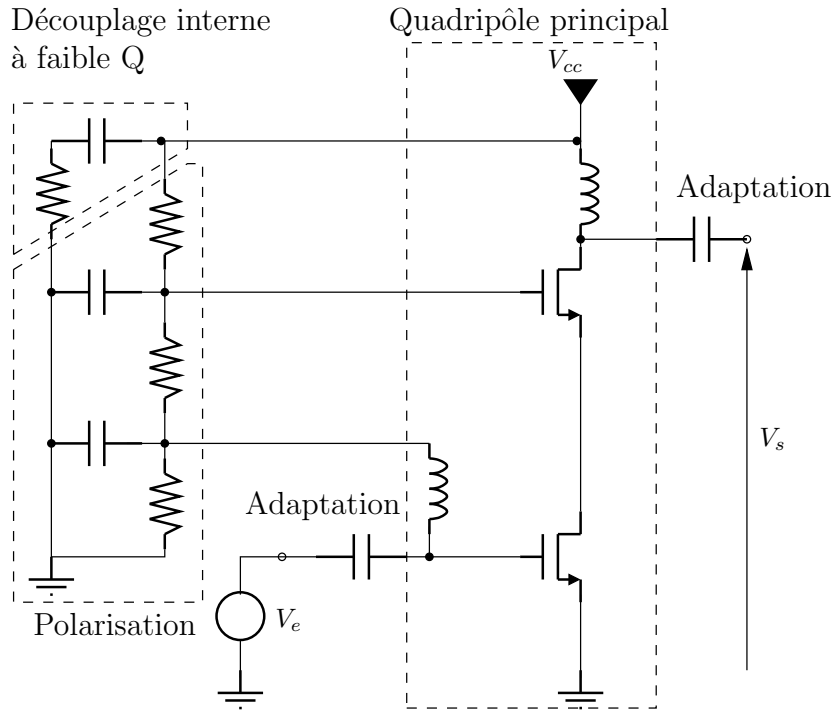 Découplage interne
à faible Q
Quadripôle principal
V_cc
Adaptation
V_s
Adaptation
V_e
Polarisation